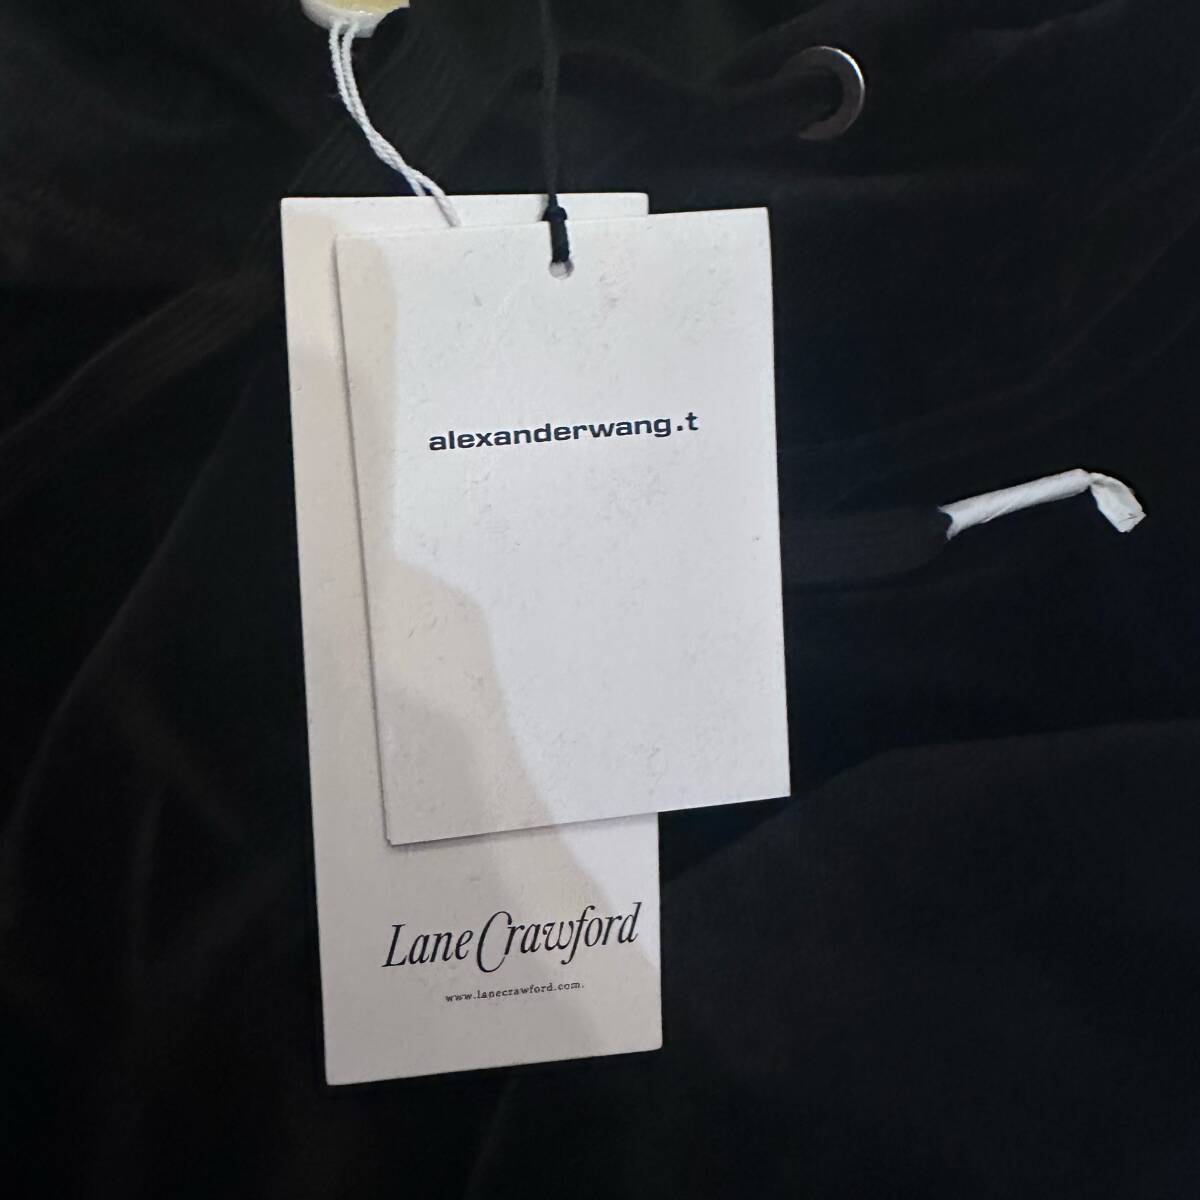 alexanderwang.t
Lane Crawford
www.lanecrawford.com.